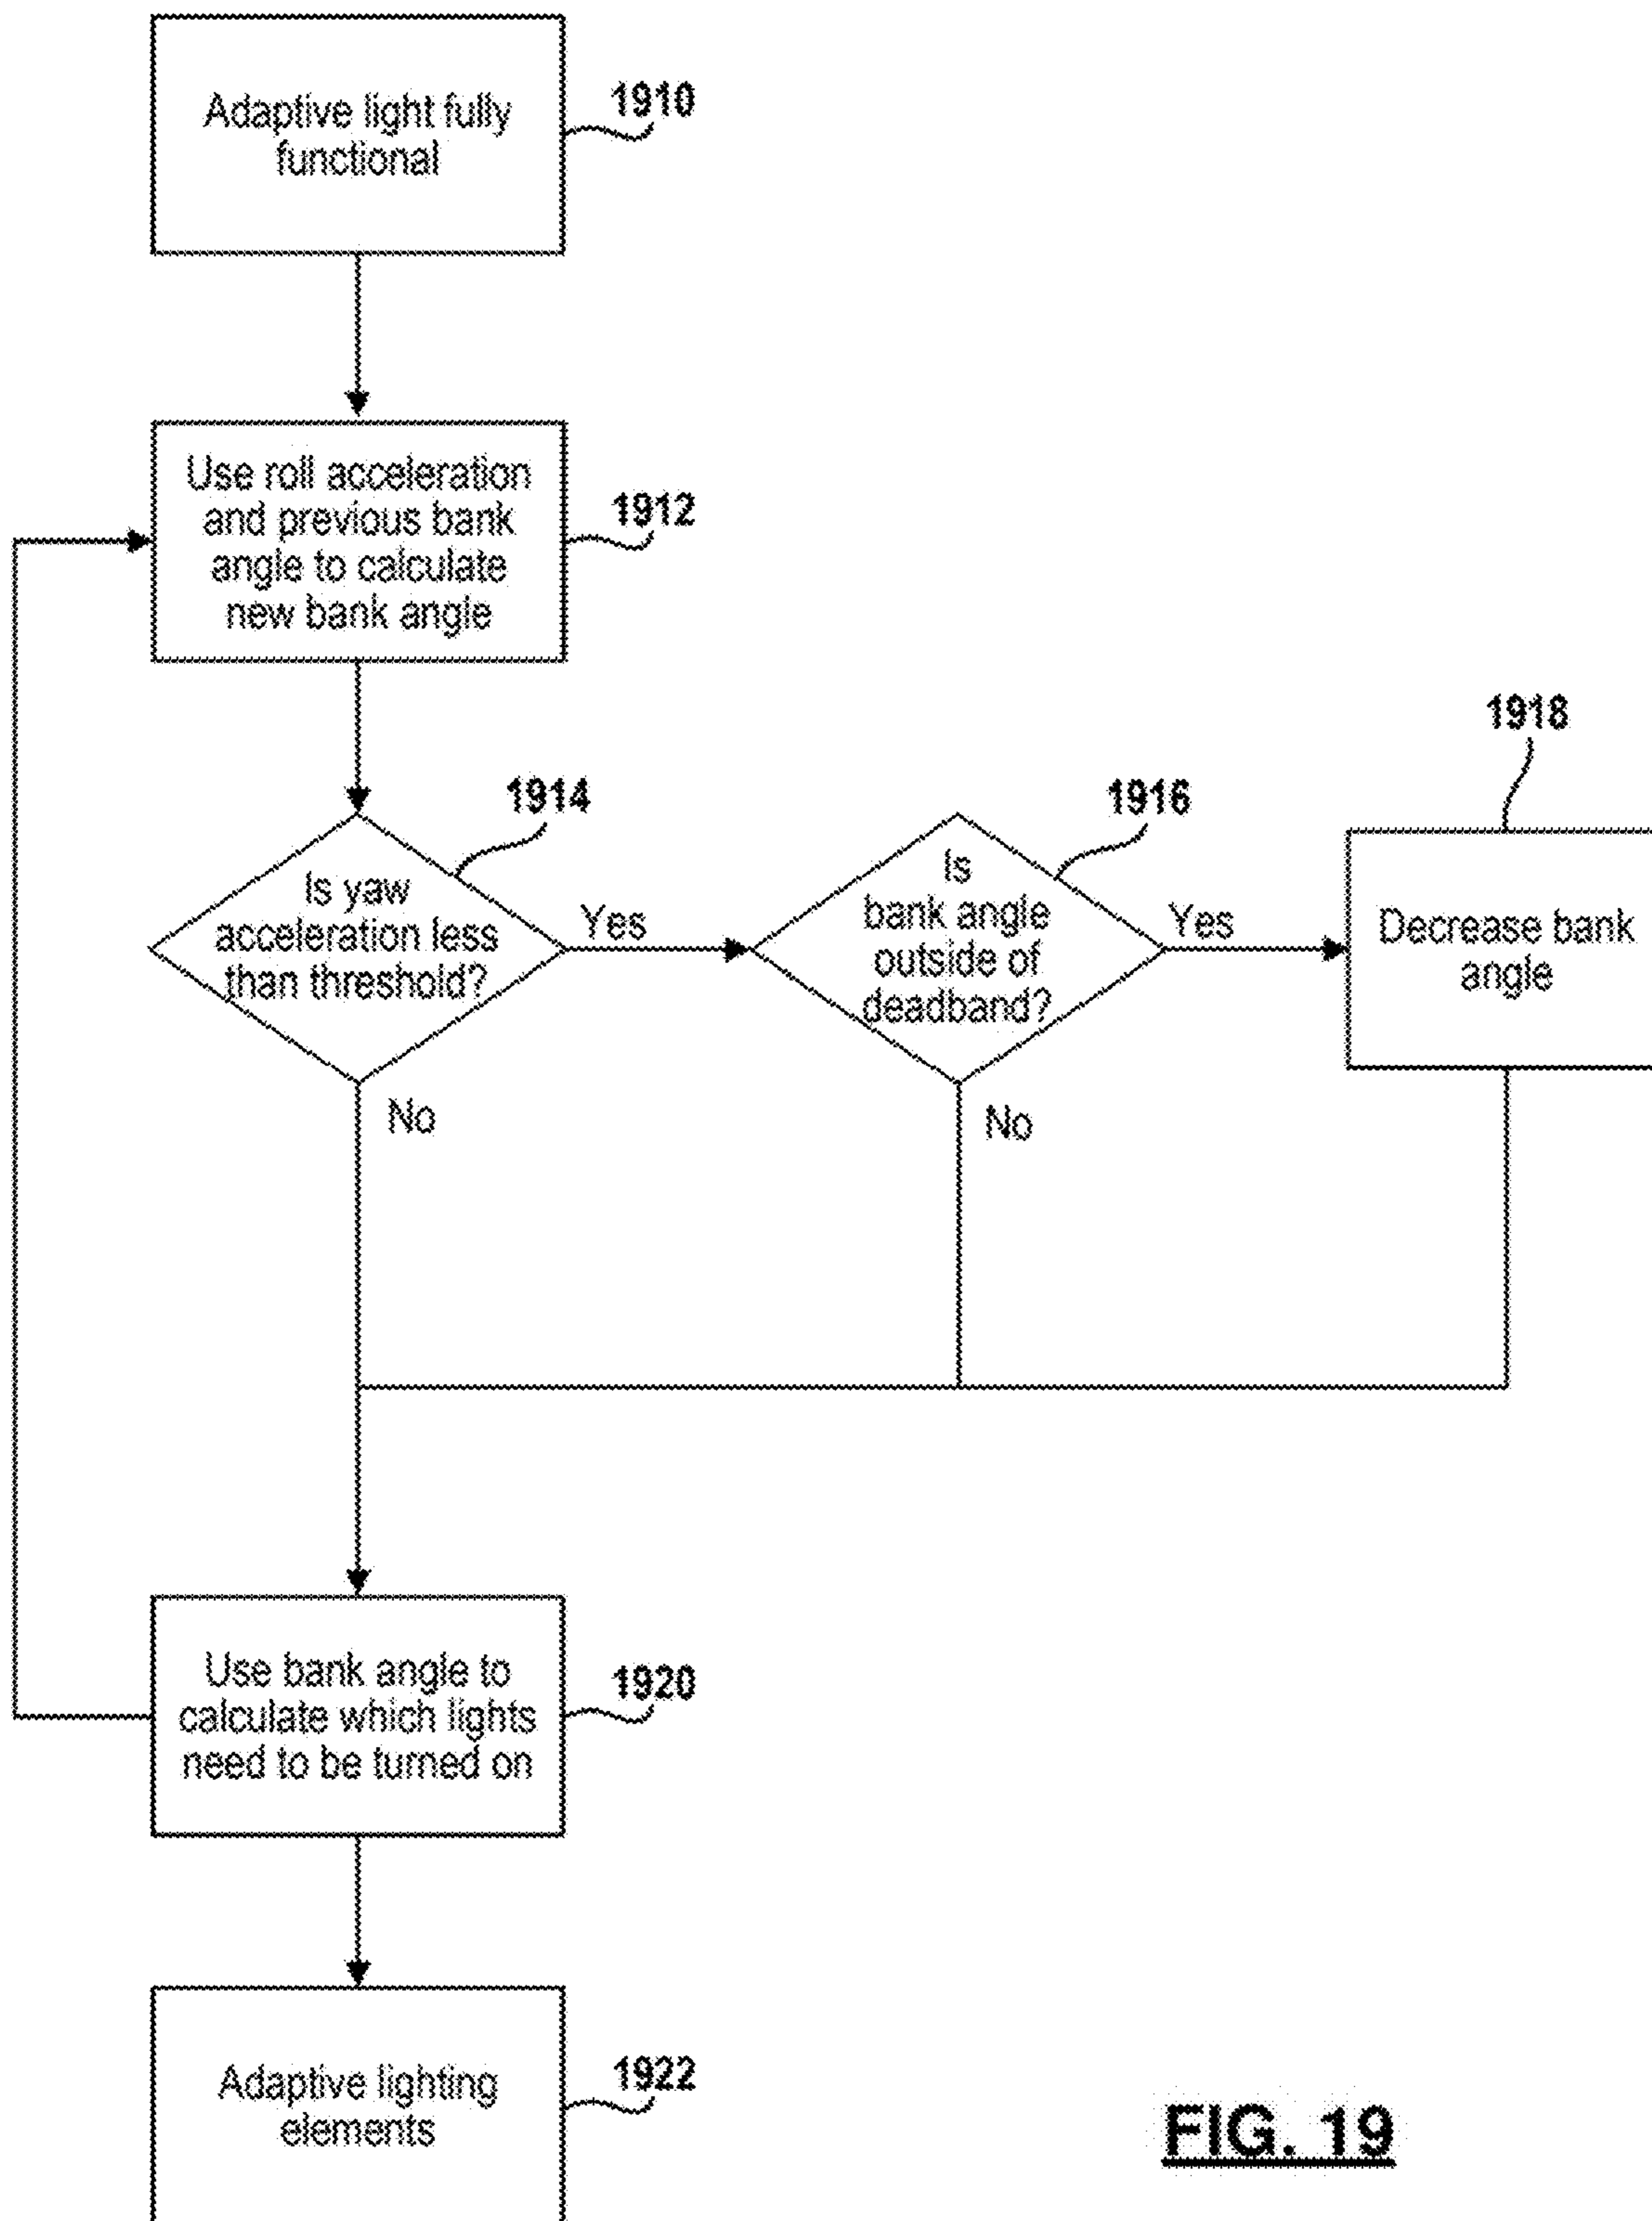 Adaptive light fully
functional
1910
Use roll acceleration
and previous bank
angle to calculate
new bank angle
1912
1914
Is yaw
acceleration less
than threshold?
Yes
No
1916
Is
bank angle
outside of
deadband?
Yes
No
1918
Decrease bank
angle
Use bank angle to
calculate which lights
need to be turned on
1920
Adaptive lighting
elements
1922
FIG. 19